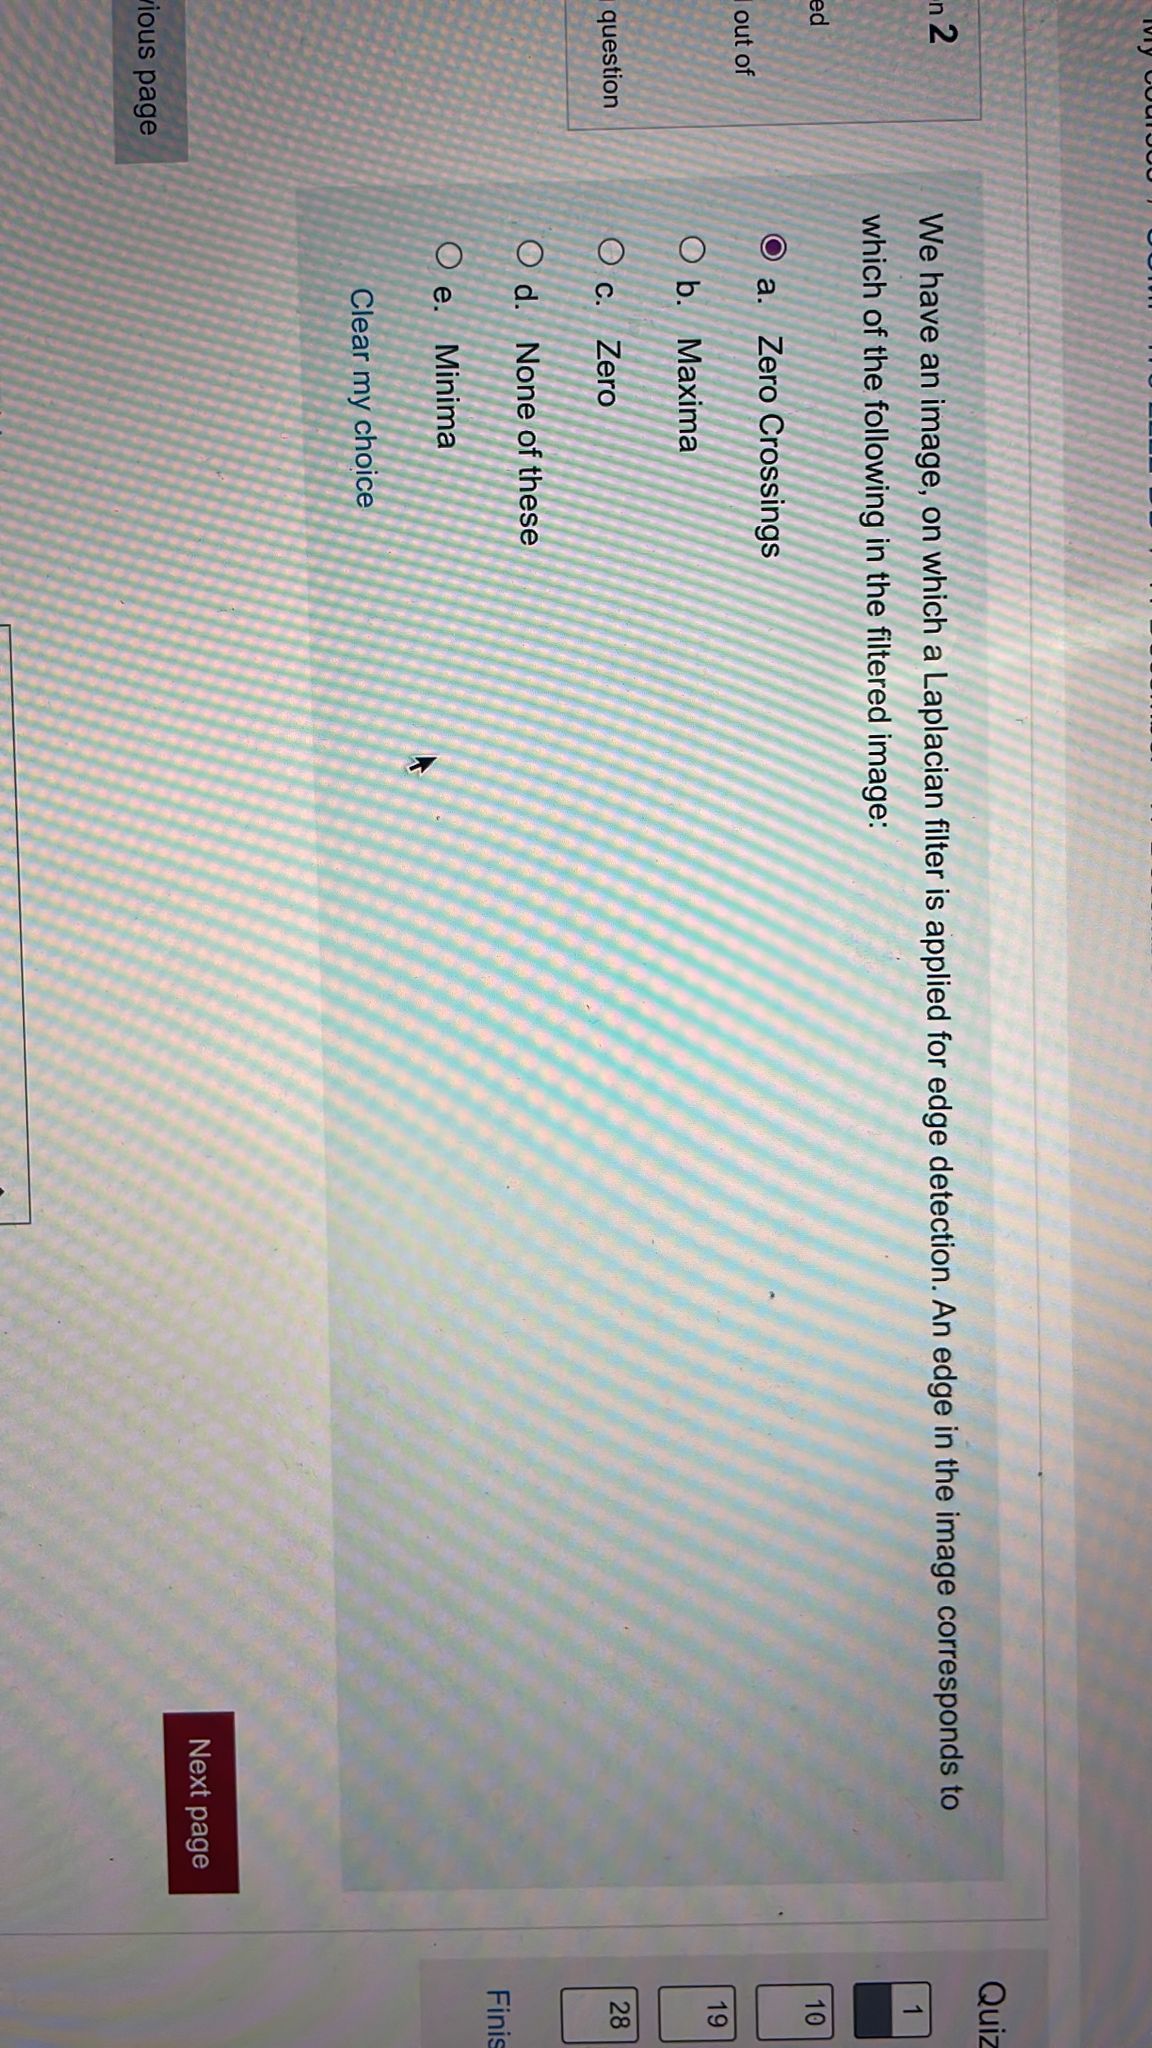 n 2
ed
out of
question
We have an image, on which a Laplacian filter is applied for edge detection. An edge in the image corresponds to
which of the following in the filtered image:
a. Zero Crossings
b. Maxima
c. Zero
d. None of these
e. Minima
Clear my choice
vious page
Next page
Quiz
1
10
19
28
Finis